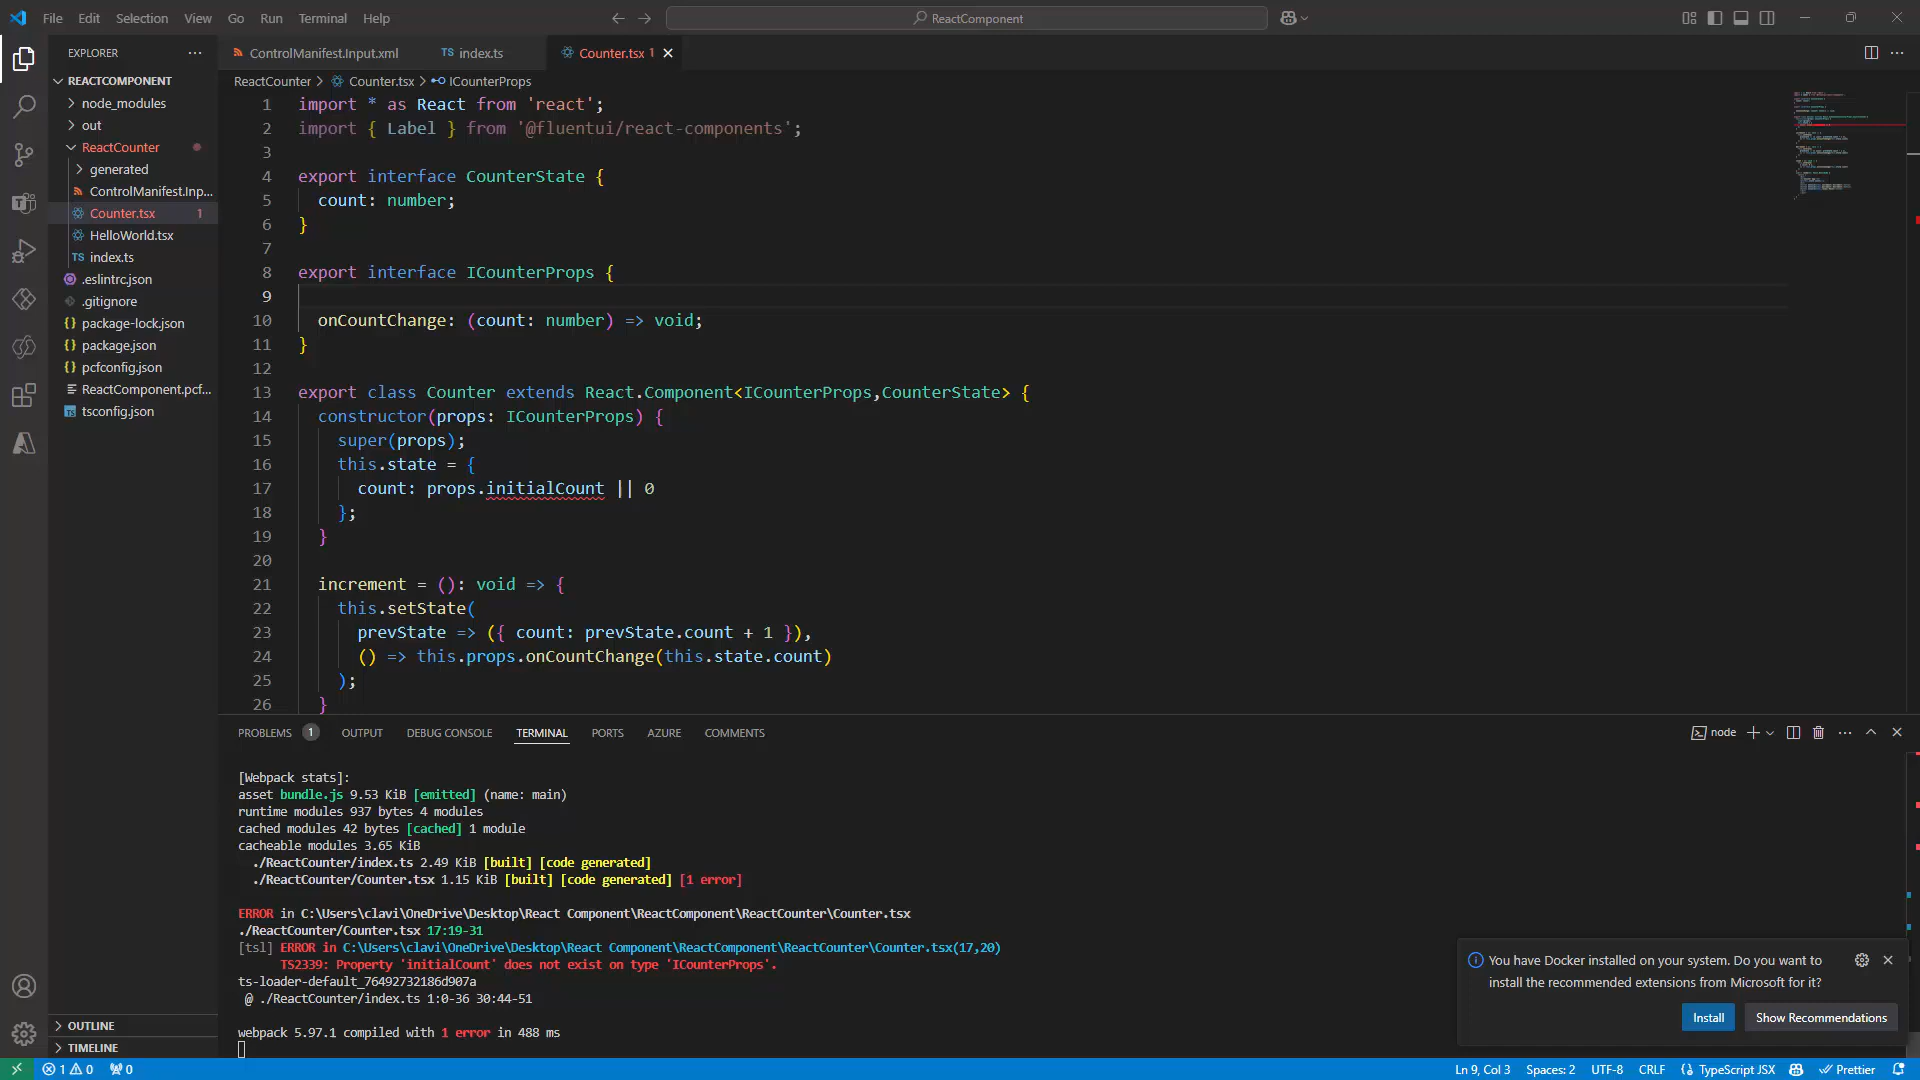 File Edit Selection View Go Run Terminal Help
ReactComponent
EXPLORER
REACTCOMPONENT
node_modules
out
ReactCounter
generated
ControlManifest.Inp...
Counter.tsx 1
HelloWorld.tsx
TS index.ts
.eslintrc.json
.gitignore
{} package-lock.json
{} package.json
{} pcfconfig.json
ReactComponent.pcf...
TS tsconfig.json
OUTLINE
TIMELINE
ControlManifest.Input.xml
TS index.ts
Counter.tsx 1
ReactCounter > Counter.tsx > ICounterProps
1 import * as React from 'react';
2 import { Label } from '@fluentui/react-components';
3
4 export interface CounterState {
5 count: number;
6 }
7
8 export interface ICounterProps {
9
10 onCountChange: (count: number) => void;
11 }
12
13 export class Counter extends React.Component<ICounterProps,CounterState> {
14 constructor(props: ICounterProps) {
15 super(props);
16 this.state = {
17 count: props.initialCount || 0
18 };
19 }
20
21 increment = (): void => {
22 this.setState(
23 prevState => ({ count: prevState.count + 1 }),
24 () => this.props.onCountChange(this.state.count)
25 );
26 }
PROBLEMS 1 OUTPUT DEBUG CONSOLE TERMINAL PORTS AZURE COMMENTS
node
[Webpack stats]:
asset bundle.js 9.53 KiB [emitted] (name: main)
runtime modules 937 bytes 4 modules
cached modules 42 bytes [cached] 1 module
cacheable modules 3.65 KiB
./ReactCounter/index.ts 2.49 KiB [built] [code generated]
./ReactCounter/Counter.tsx 1.15 KiB [built] [code generated] [1 error]
ERROR in C:\Users\clavi\OneDrive\Desktop\React Component\ReactComponent\ReactCounter\Counter.tsx
./ReactCounter/Counter.tsx 17:19-31
[tsl] ERROR in C:\Users\clavi\OneDrive\Desktop\React Component\ReactComponent\ReactCounter\Counter.tsx(17,20)
TS2339: Property 'initialCount' does not exist on type 'ICounterProps'.
ts-loader-default_76492732186d907a
@ ./ReactCounter/index.ts 1:0-36 30:44-51
webpack 5.97.1 compiled with 1 error in 488 ms
You have Docker installed on your system. Do you want to
install the recommended extensions from Microsoft for it?
Install
Show Recommendations
1 0 0
Ln 9, Col 3 Spaces: 2 UTF-8 CRLF {} TypeScript JSX Prettier